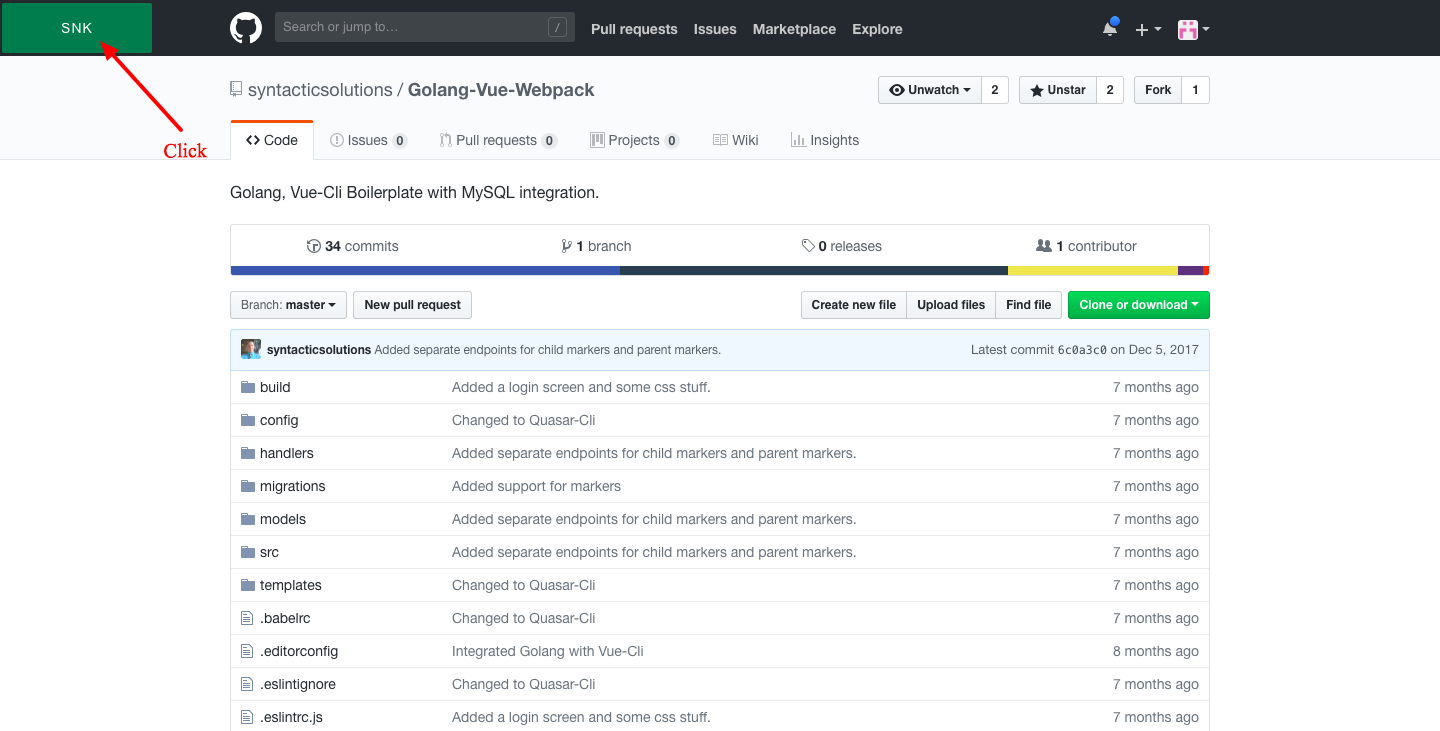 SNK
Search or jump to… /
Pull requests Issues Marketplace Explore
Click
syntacticsolutions / Golang-Vue-Webpack
Unwatch 2 Unstar 2 Fork 1
Code Issues 0 Pull requests 0 Projects 0 Wiki Insights
Golang, Vue-Cli Boilerplate with MySQL integration.
34 commits 1 branch 0 releases 1 contributor
Branch: master New pull request Create new file Upload files Find file Clone or download
syntacticsolutions Added separate endpoints for child markers and parent markers. Latest commit 6c0a3c0 on Dec 5, 2017
build Added a login screen and some css stuff. 7 months ago
config Changed to Quasar-Cli 7 months ago
handlers Added separate endpoints for child markers and parent markers. 7 months ago
migrations Added support for markers 7 months ago
models Added separate endpoints for child markers and parent markers. 7 months ago
src Added separate endpoints for child markers and parent markers. 7 months ago
templates Changed to Quasar-Cli 7 months ago
.babelrc Changed to Quasar-Cli 7 months ago
.editorconfig Integrated Golang with Vue-Cli 8 months ago
.eslintignore Changed to Quasar-Cli 7 months ago
.eslintrc.js Added a login screen and some css stuff. 7 months ago